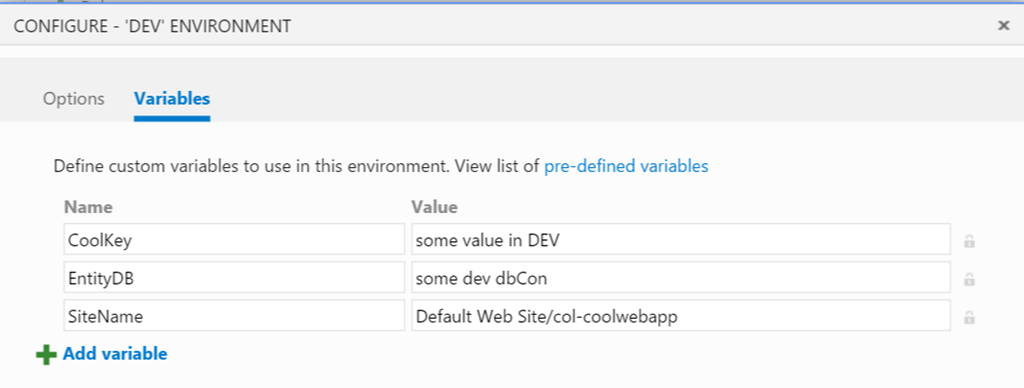 CONFIGURE - 'DEV' ENVIRONMENT
Options Variables
Define custom variables to use in this environment. View list of pre-defined variables
Name Value
CoolKey some value in DEV
EntityDB some dev dbCon
SiteName Default Web Site/col-coolwebapp
Add variable